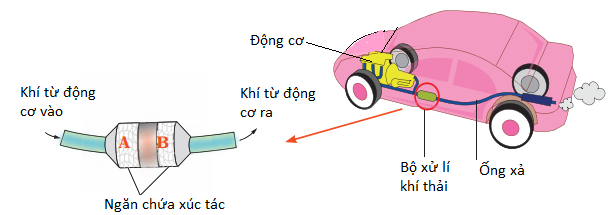 Động cơ
Khí từ động
cơ vào
Khí từ động
cơ ra
A B
Bộ xử lí
khí thải
Ống xả
Ngăn chứa xúc tác